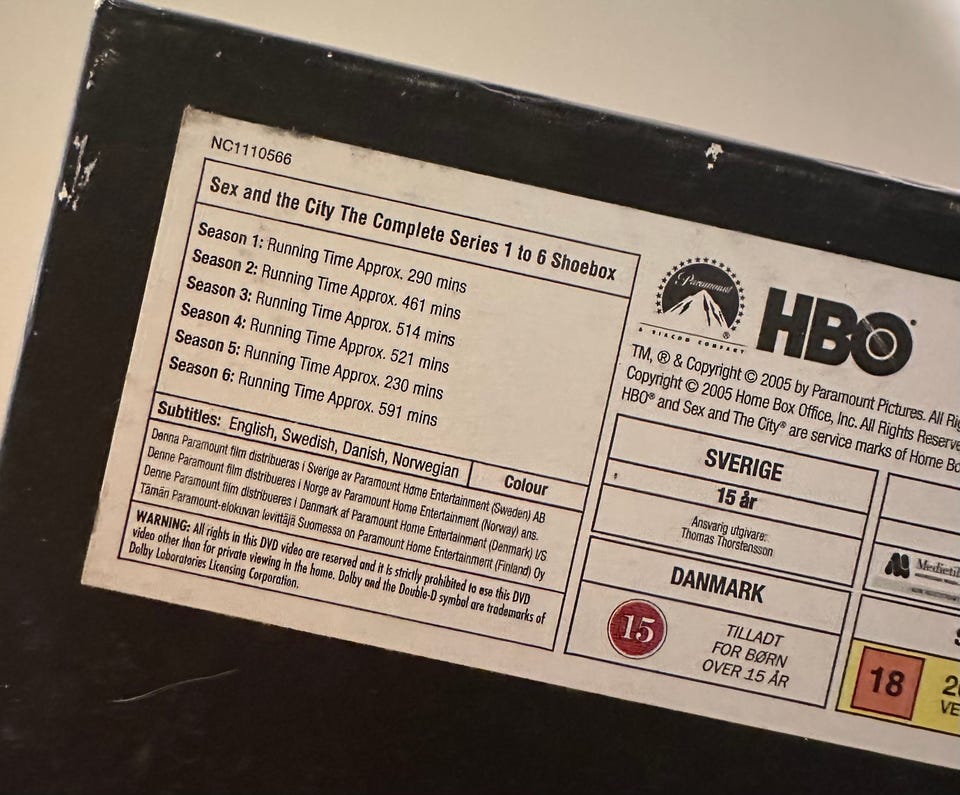 NC1110566
Sex and the City The Complete Series 1 to 6 Shoebox
Season 1: Running Time Approx. 290 mins
Season 2: Running Time Approx. 461 mins
Season 3: Running Time Approx. 514 mins
Season 4: Running Time Approx. 521 mins
Season 5: Running Time Approx. 230 mins
Season 6: Running Time Approx. 591 mins
Subtitles: English, Swedish, Danish, Norwegian
Colour
Denna Paramount film distribueras i Sverige av Paramount Home Entertainment (Sweden) AB
Denne Paramount film distribueres i Norge av Paramount Home Entertainment (Norway) ans.
Denne Paramount film distribueres i Danmark af Paramount Home Entertainment (Denmark) I/S
Tämän Paramount-elokuvan levittäjä Suomessa on Paramount Home Entertainment (Finland) Oy
WARNING: All rights in this DVD video are reserved and it is strictly prohibited to use this DVD
video other than for private viewing in the home. Dolby and the Double-D symbol are trademarks of
Dolby Laboratories Licensing Corporation.
Paramount
®
A VIACOM COMPANY
HBO®
TM, ® & Copyright © 2005 by Paramount Pictures. All Rig
Copyright © 2005 Home Box Office, Inc. All Rights Reserve
HBO® and Sex and The City® are service marks of Home Bo
SVERIGE
15 år
Ansvarig utgivare:
Thomas Thorstensson
DANMARK
15
TILLADT
FOR BØRN
OVER 15 ÅR
Medietil
S
18
20
VE